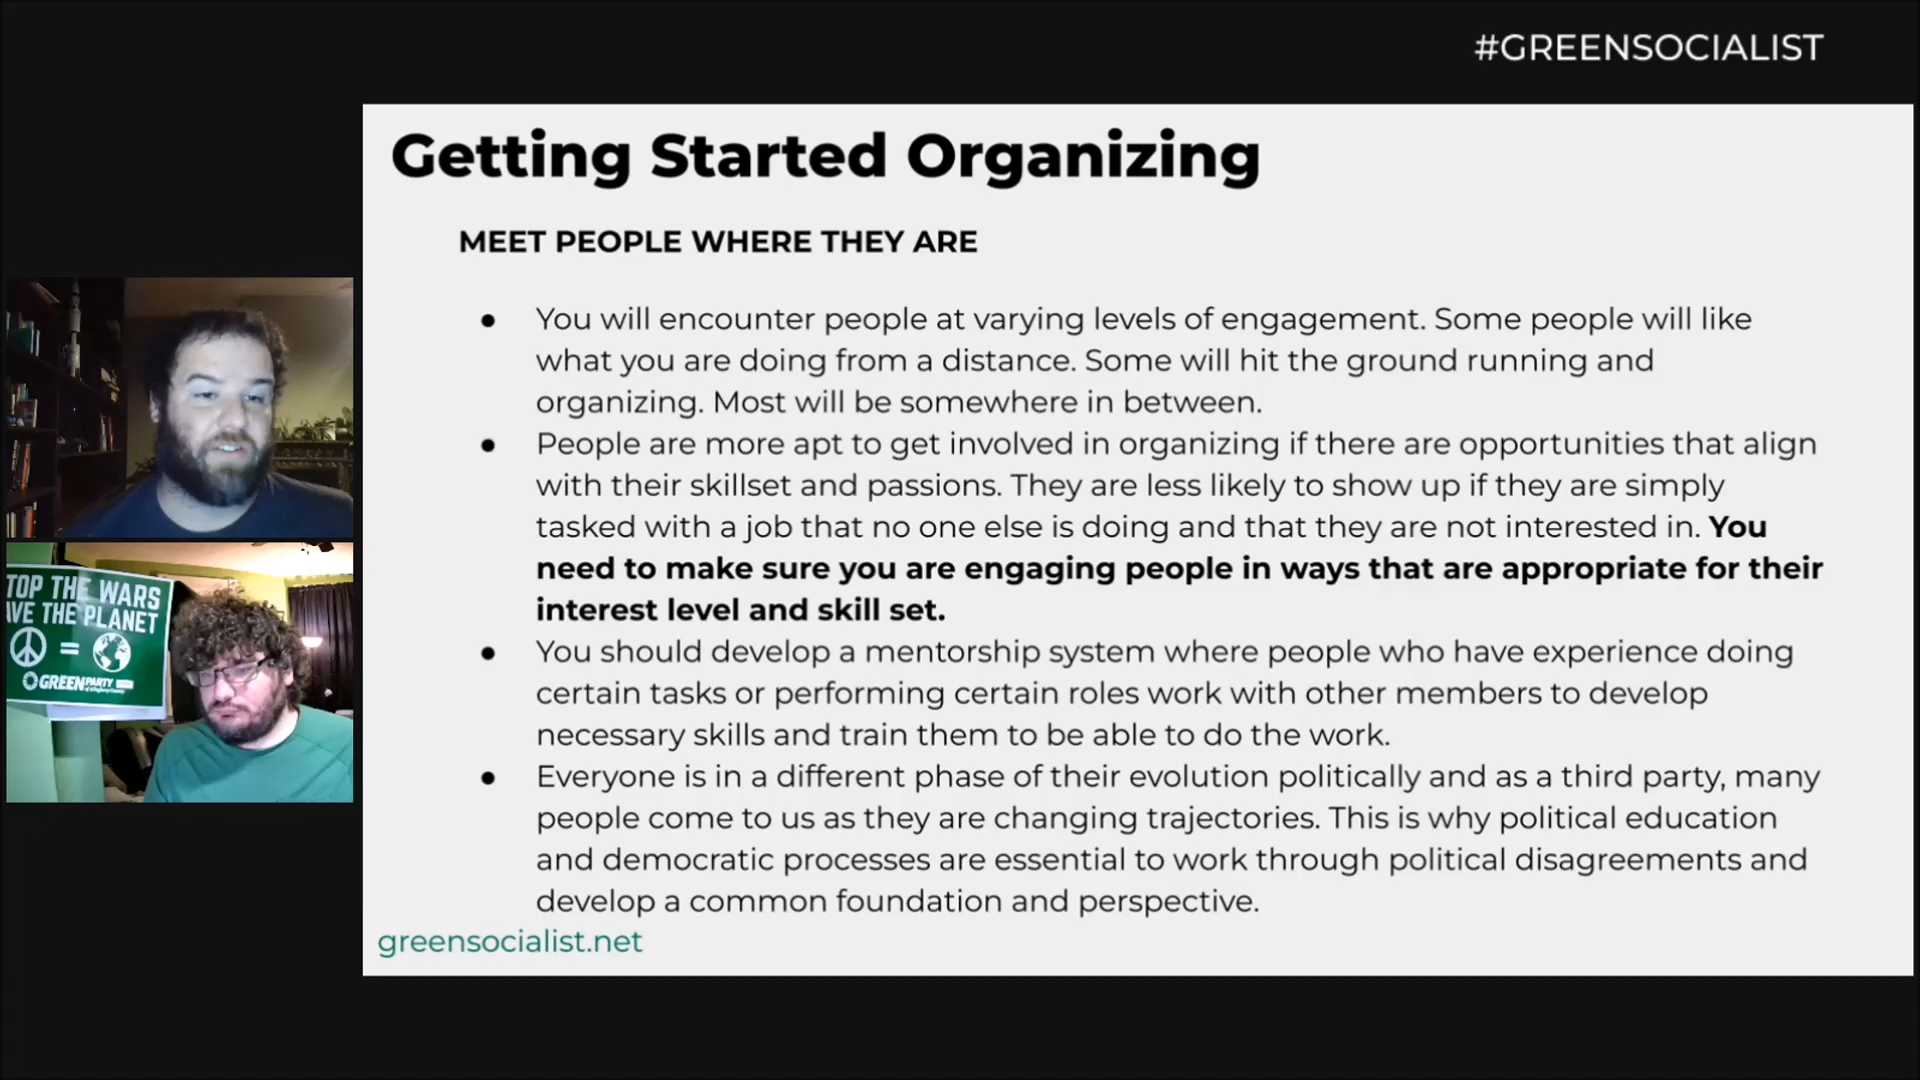 #GREENSOCIALIST
Getting Started Organizing
MEET PEOPLE WHERE THEY ARE
● You will encounter people at varying levels of engagement. Some people will like
what you are doing from a distance. Some will hit the ground running and
organizing. Most will be somewhere in between.
● People are more apt to get involved in organizing if there are opportunities that align
with their skillset and passions. They are less likely to show up if they are simply
tasked with a job that no one else is doing and that they are not interested in. You
need to make sure you are engaging people in ways that are appropriate for their
interest level and skill set.
● You should develop a mentorship system where people who have experience doing
certain tasks or performing certain roles work with other members to develop
necessary skills and train them to be able to do the work.
● Everyone is in a different phase of their evolution politically and as a third party, many
people come to us as they are changing trajectories. This is why political education
and democratic processes are essential to work through political disagreements and
develop a common foundation and perspective.
greensocialist.net
TOP THE WARS
AVE THE PLANET
=
GREEN PARTY
of Allegheny County